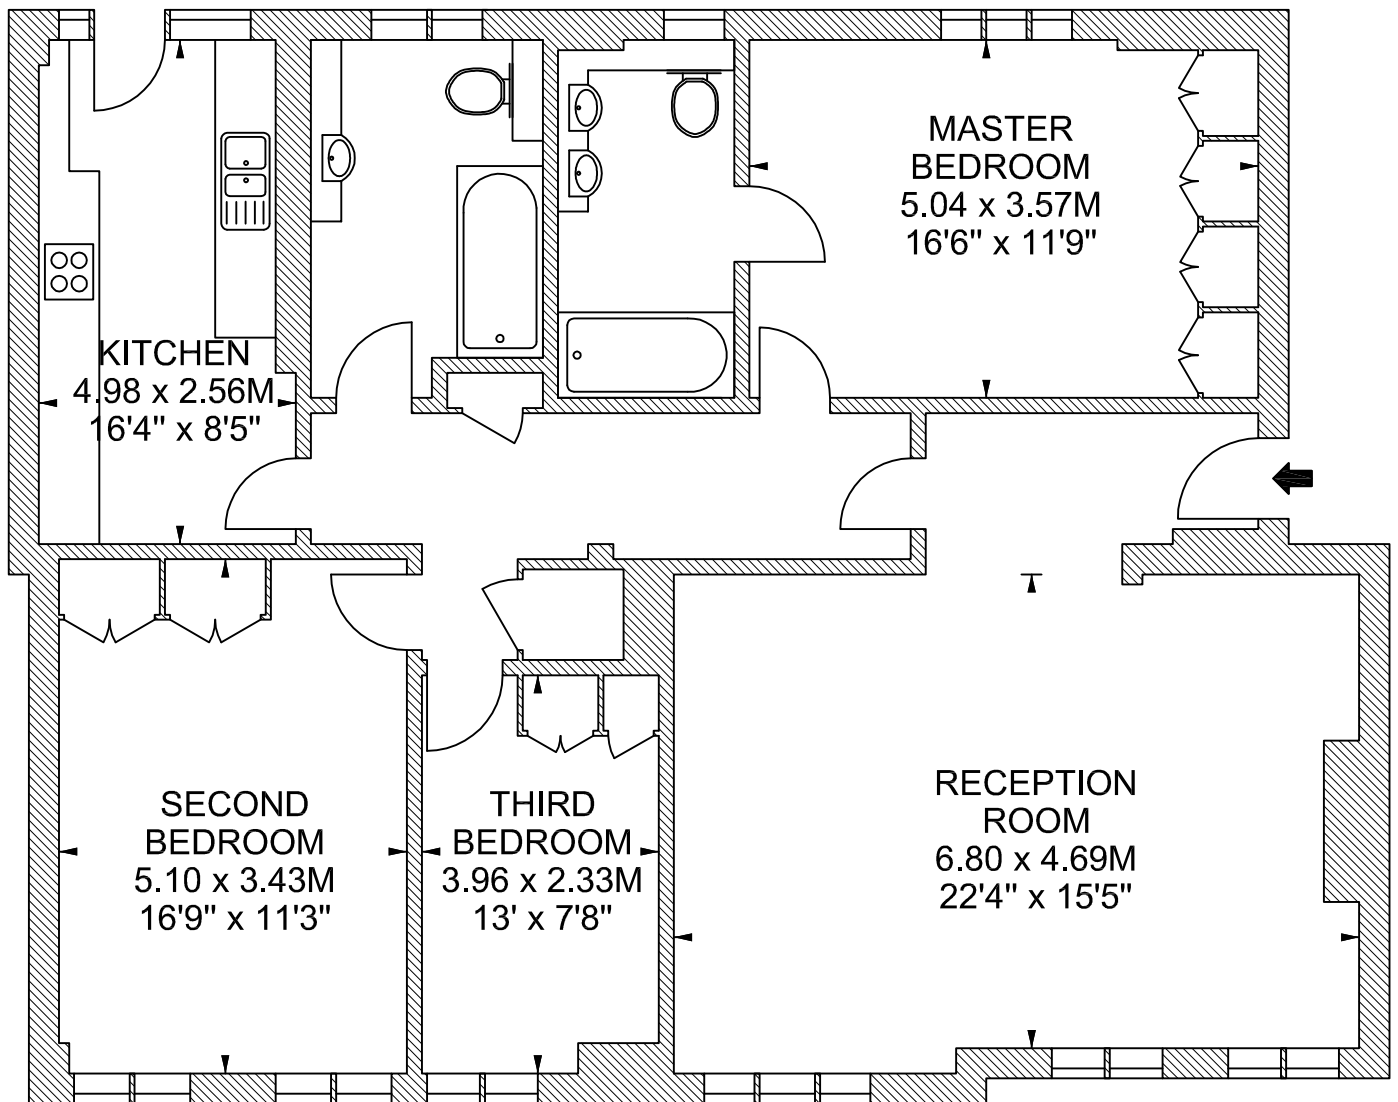 MASTER
BEDROOM
5.04 x 3.57M
16'6" x 11'9"
KITCHEN
4.98 x 2.56M
16'4" x 8'5"
SECOND
BEDROOM
5.10 x 3.43M
16'9" x 11'3"
THIRD
BEDROOM
3.96 x 2.33M
13' x 7'8"
RECEPTION
ROOM
6.80 x 4.69M
22'4" x 15'5"